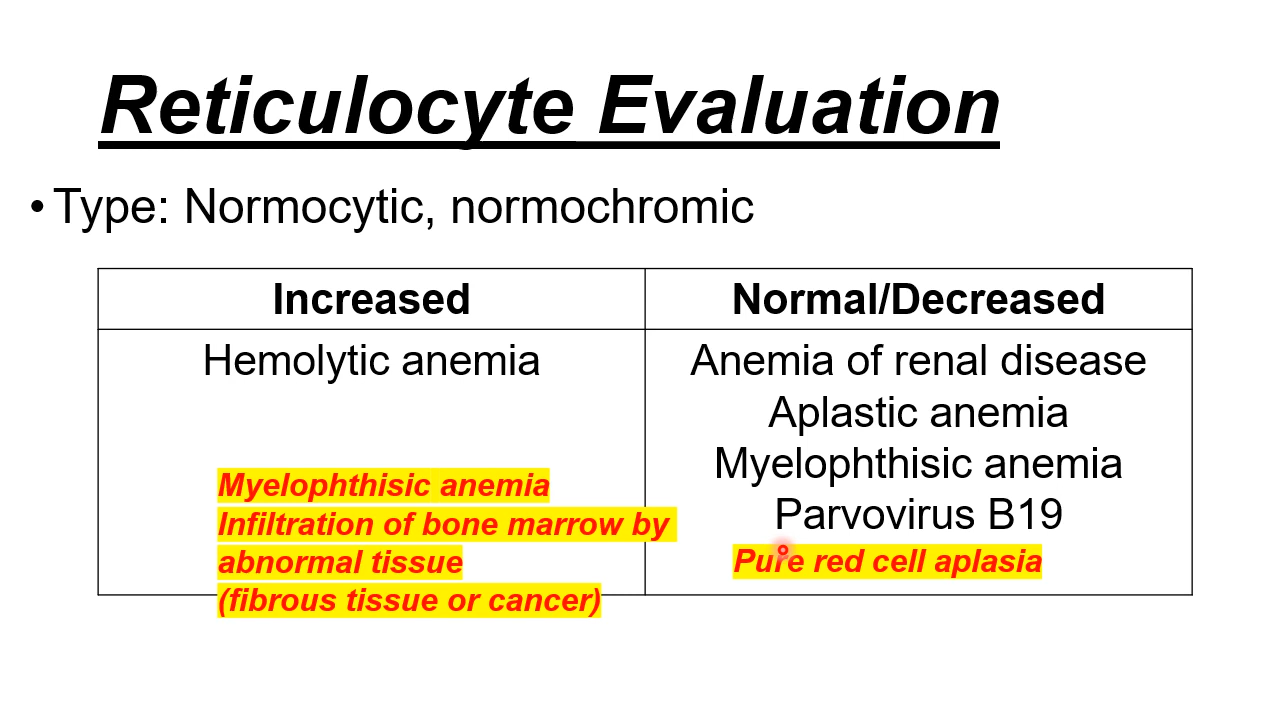 Reticulocyte Evaluation
• Type: Normocytic, normochromic
Increased
Normal/Decreased
Hemolytic anemia
Myelophthisic anemia
Infiltration of bone marrow by
abnormal tissue
(fibrous tissue or cancer)
Anemia of renal disease
Aplastic anemia
Myelophthisic anemia
Parvovirus B19
Pure red cell aplasia